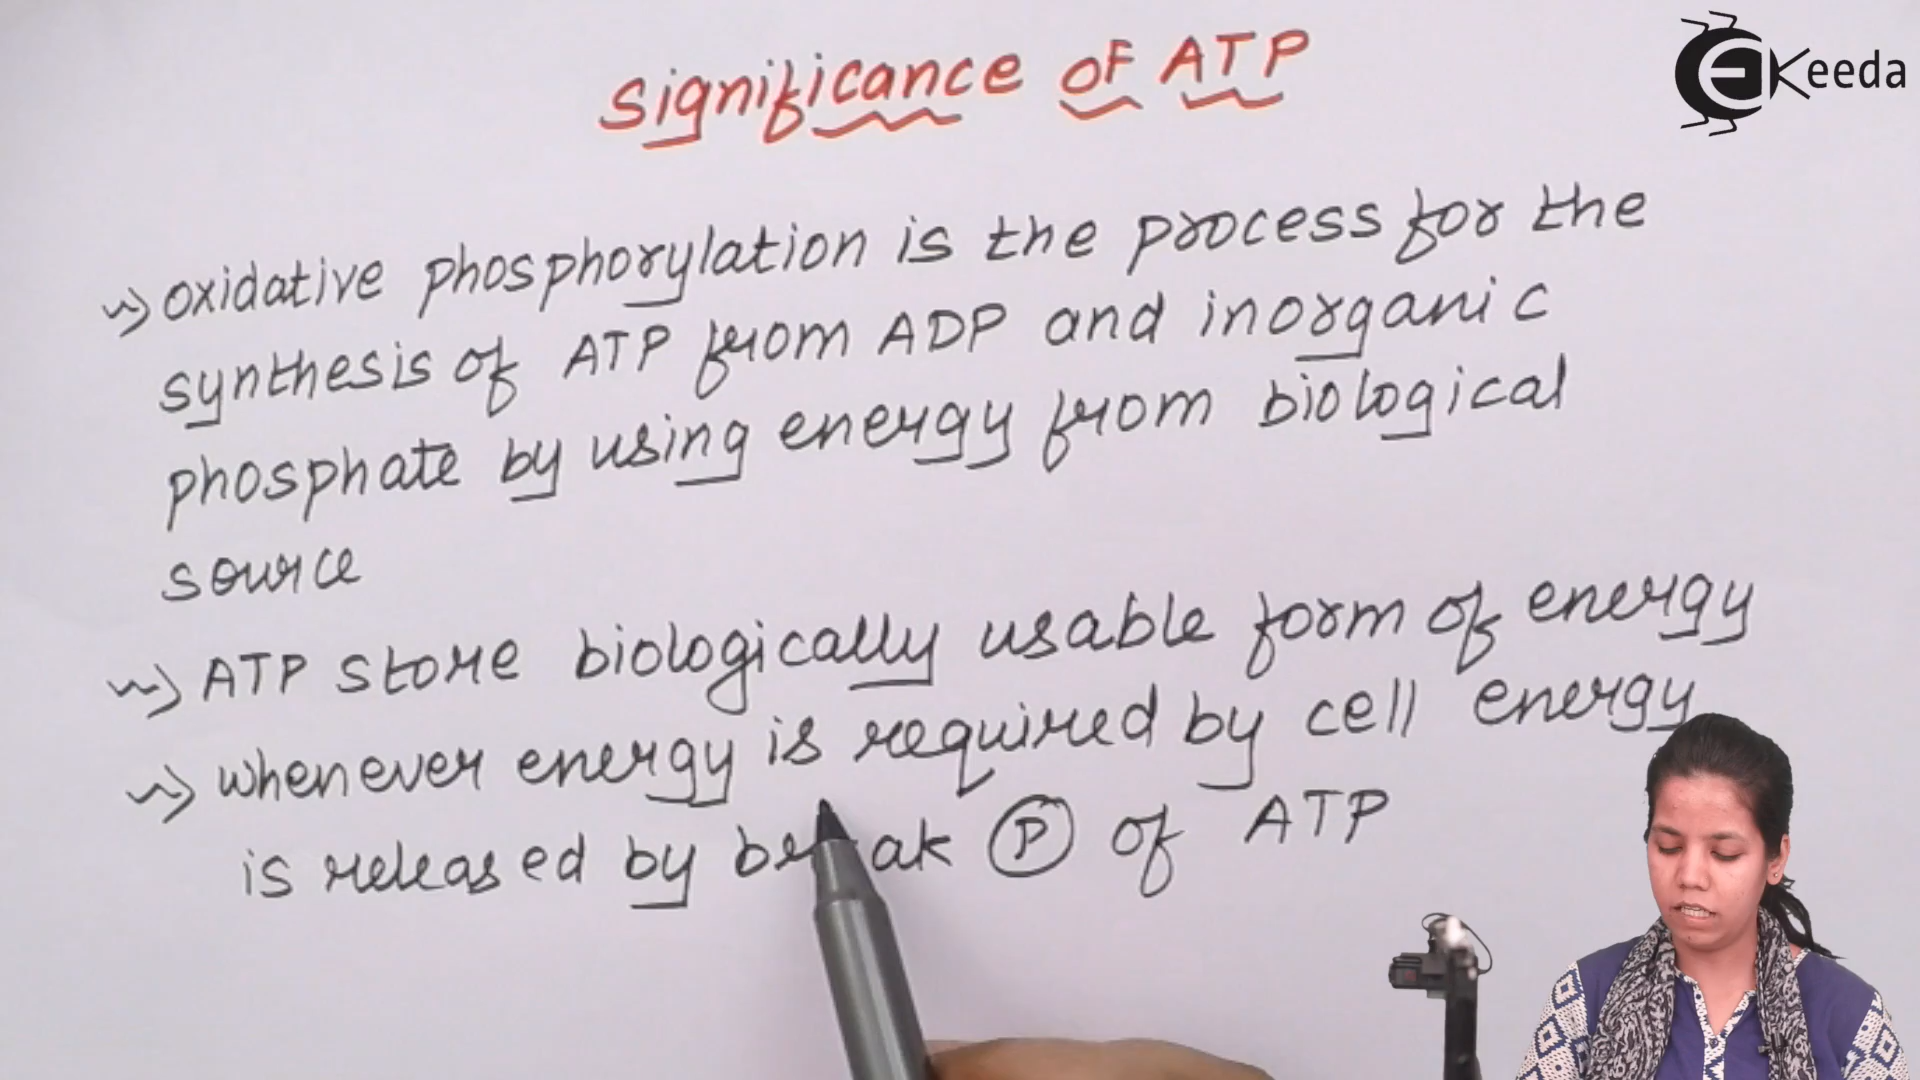 significance of ATP
EKeeda
oxidative phosphorylation is the process for the
synthesis of ATP from ADP and inorganic
phosphate by using energy from biological
source
ATP store biologically usable form of energy
whenever energy is required by cell energy
is released by break P of ATP